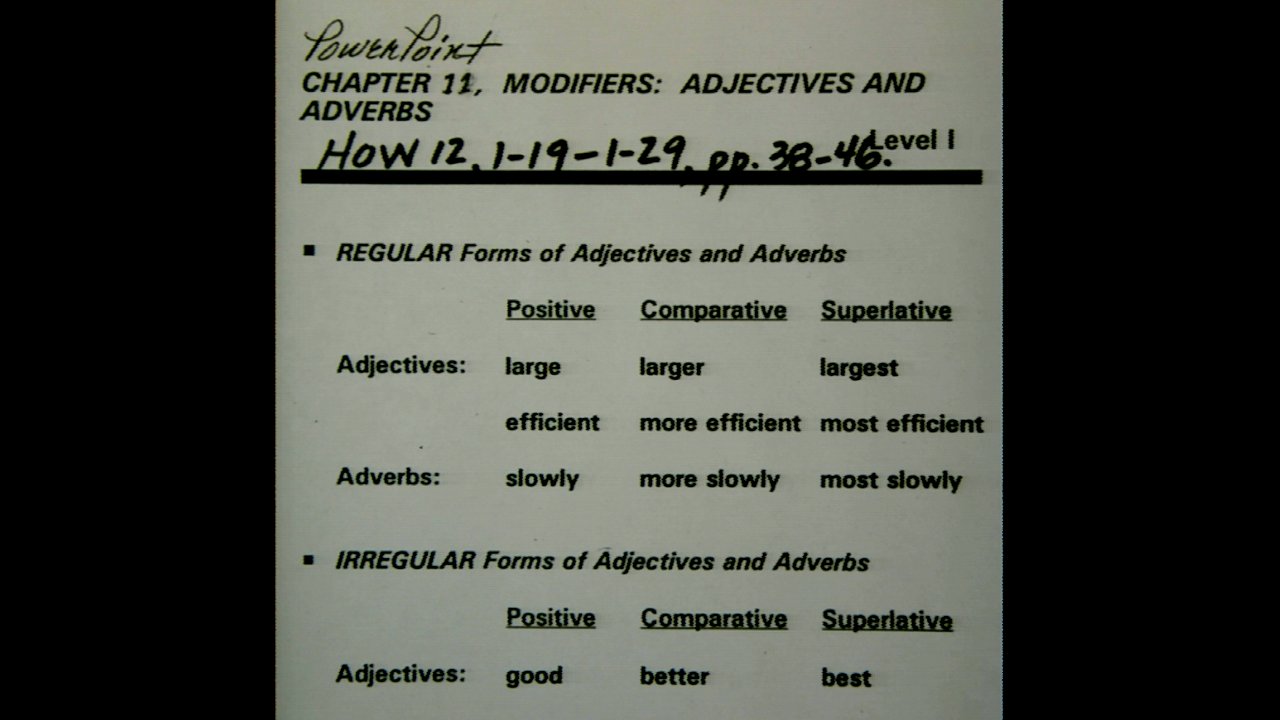 PowerPoint
CHAPTER 11, MODIFIERS: ADJECTIVES AND
ADVERBS
Level I
HOW 12, 1-19-1-29, pp. 38-46.
▪ REGULAR Forms of Adjectives and Adverbs
Positive Comparative Superlative
Adjectives: large larger largest
efficient more efficient most efficient
Adverbs: slowly more slowly most slowly
▪ IRREGULAR Forms of Adjectives and Adverbs
Positive Comparative Superlative
Adjectives: good better best